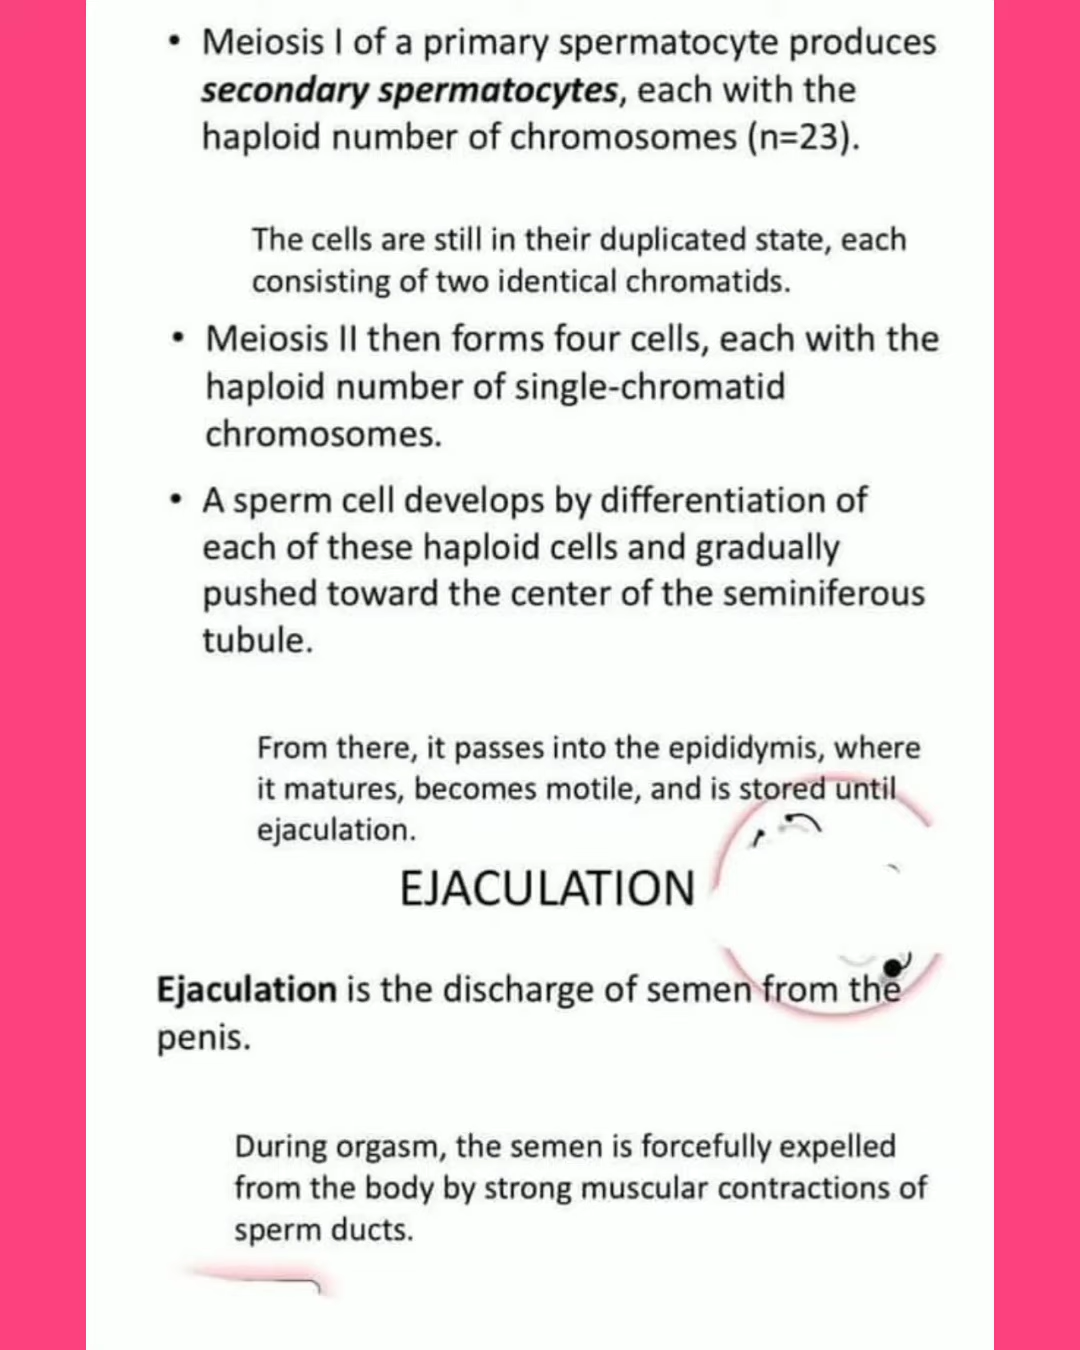 • Meiosis I of a primary spermatocyte produces
secondary spermatocytes, each with the
haploid number of chromosomes (n=23).
The cells are still in their duplicated state, each
consisting of two identical chromatids.
• Meiosis II then forms four cells, each with the
haploid number of single-chromatid
chromosomes.
• A sperm cell develops by differentiation of
each of these haploid cells and gradually
pushed toward the center of the seminiferous
tubule.
From there, it passes into the epididymis, where
it matures, becomes motile, and is stored until
ejaculation.
EJACULATION
Ejaculation is the discharge of semen from the
penis.
During orgasm, the semen is forcefully expelled
from the body by strong muscular contractions of
sperm ducts.